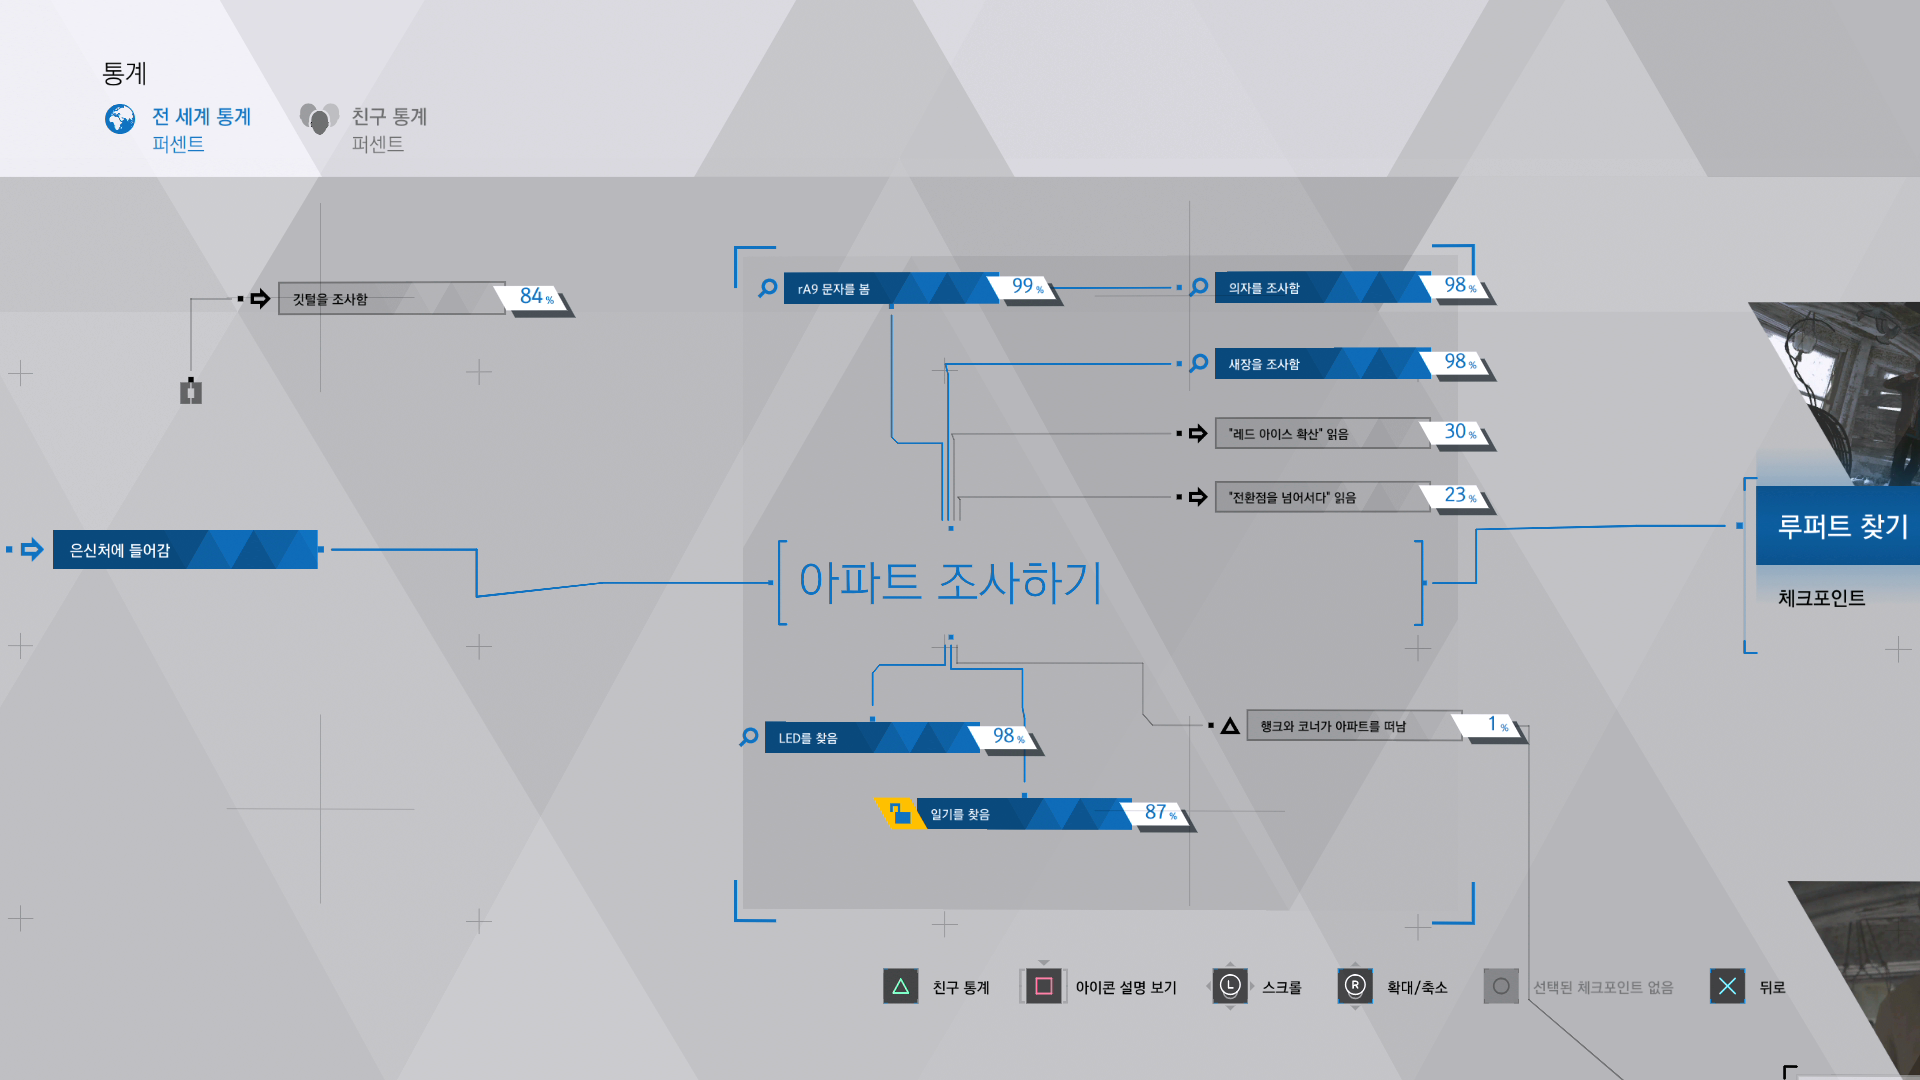 통계
전 세계 통계
퍼센트
친구 통계
퍼센트
깃털을 조사함 84 %
rA9 문자를 봄 99 %
의자를 조사함 98 %
새장을 조사함 98 %
"레드 아이스 확산" 읽음 30 %
"전환점을 넘어서다" 읽음 23 %
은신처에 들어감
아파트 조사하기
루퍼트 찾기
체크포인트
LED를 찾음 98 %
행크와 코너가 아파트를 떠남 1 %
일기를 찾음 87 %
친구 통계
아이콘 설명 보기
L 스크롤
R 확대/축소
선택된 체크포인트 없음
뒤로